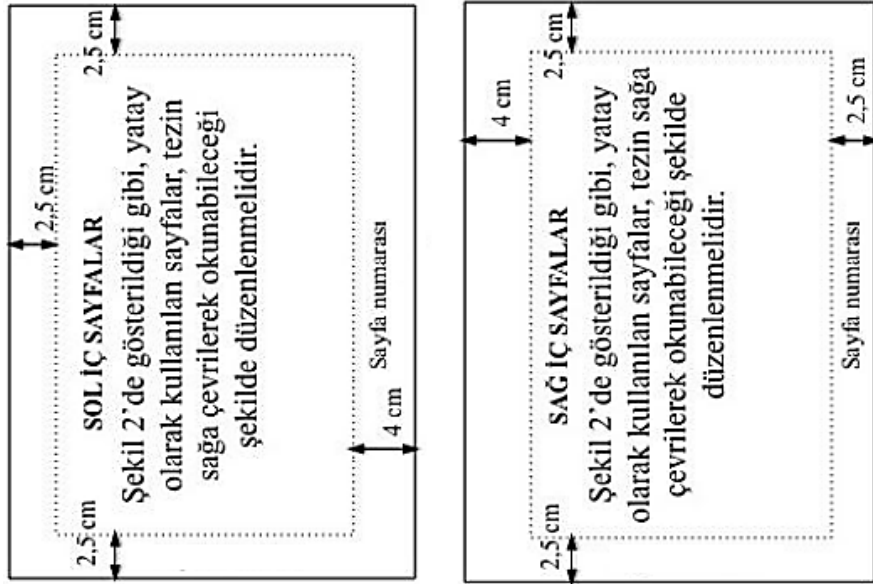 2,5 cm
2,5 cm
2,5 cm
SOL İÇ SAYFALAR
Şekil 2'de gösterildiği gibi, yatay
olarak kullanılan sayfalar, tezin
sağa çevrilerek okunabileceği
şekilde düzenlenmelidir.
Sayfa numarası
4 cm
4 cm
2,5 cm
2,5 cm
SAĞ İÇ SAYFALAR
Şekil 2'de gösterildiği gibi, yatay
olarak kullanılan sayfalar, tezin sağa
çevrilerek okunabileceği şekilde
düzenlenmelidir.
Sayfa numarası
2,5 cm